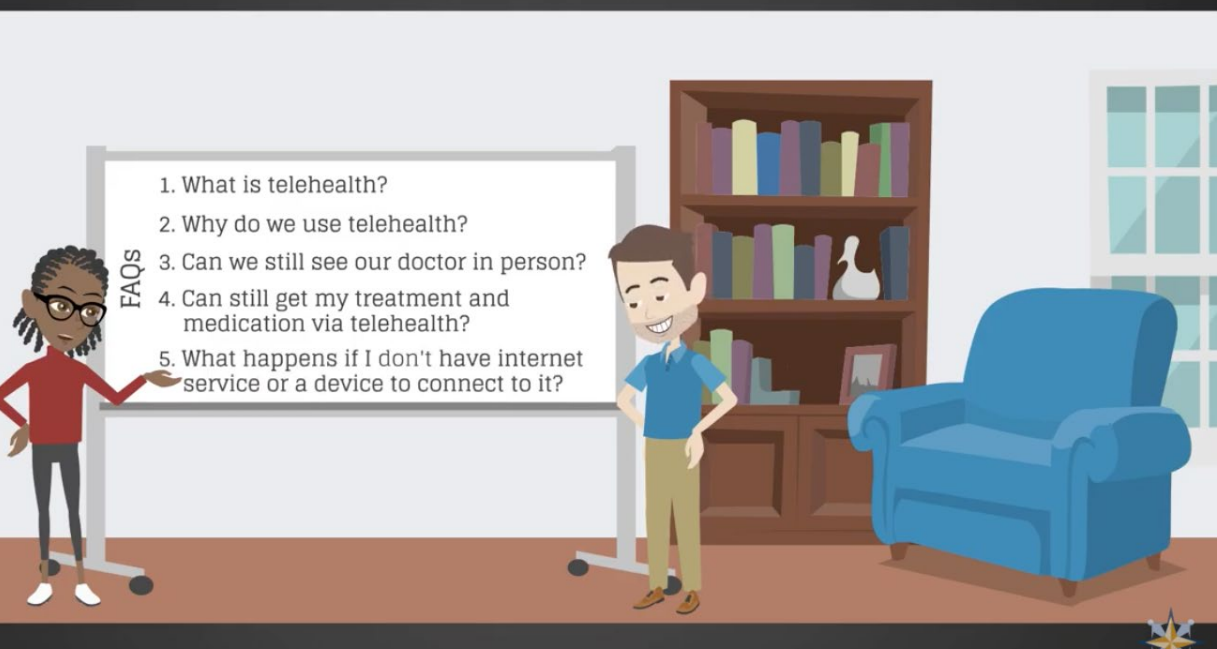 FAQs
1. What is telehealth?
2. Why do we use telehealth?
3. Can we still see our doctor in person?
4. Can still get my treatment and
medication via telehealth?
5. What happens if I don't have internet
service or a device to connect to it?